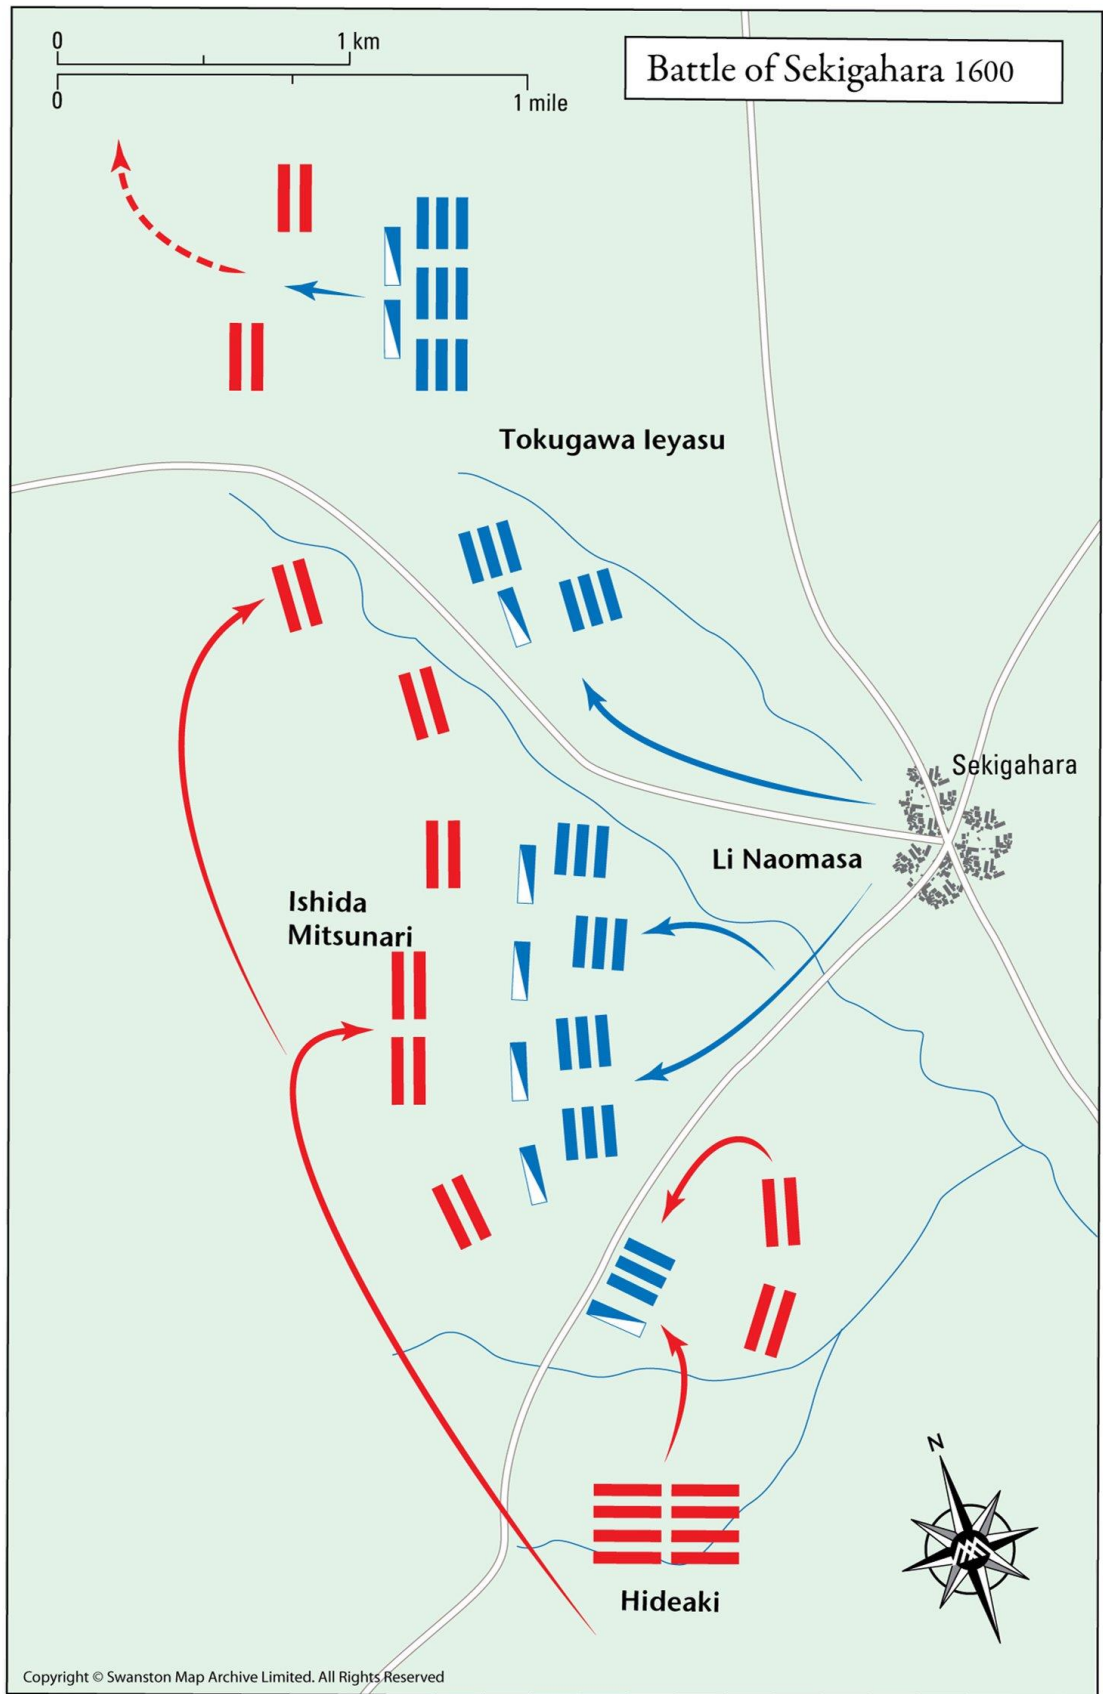 0 1 km
0 1 mile
Battle of Sekigahara 1600
Tokugawa Ieyasu
Sekigahara
Li Naomasa
Ishida
Mitsunari
N
Hideaki
Copyright © Swanston Map Archive Limited. All Rights Reserved